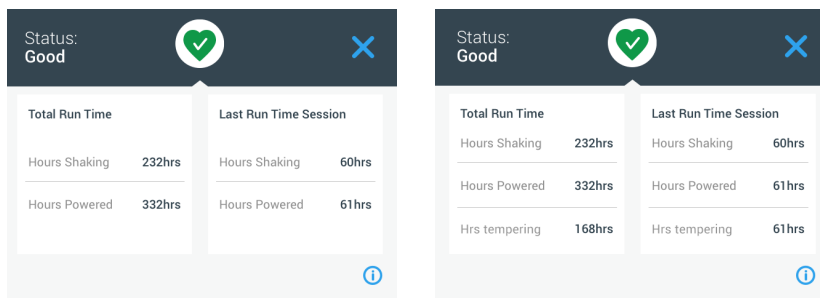 Status:
Good
Total Run Time
Hours Shaking 232hrs
Hours Powered 332hrs
Last Run Time Session
Hours Shaking 60hrs
Hours Powered 61hrs
Status:
Good
Total Run Time
Hours Shaking 232hrs
Hours Powered 332hrs
Hrs tempering 168hrs
Last Run Time Session
Hours Shaking 60hrs
Hours Powered 61hrs
Hrs tempering 61hrs